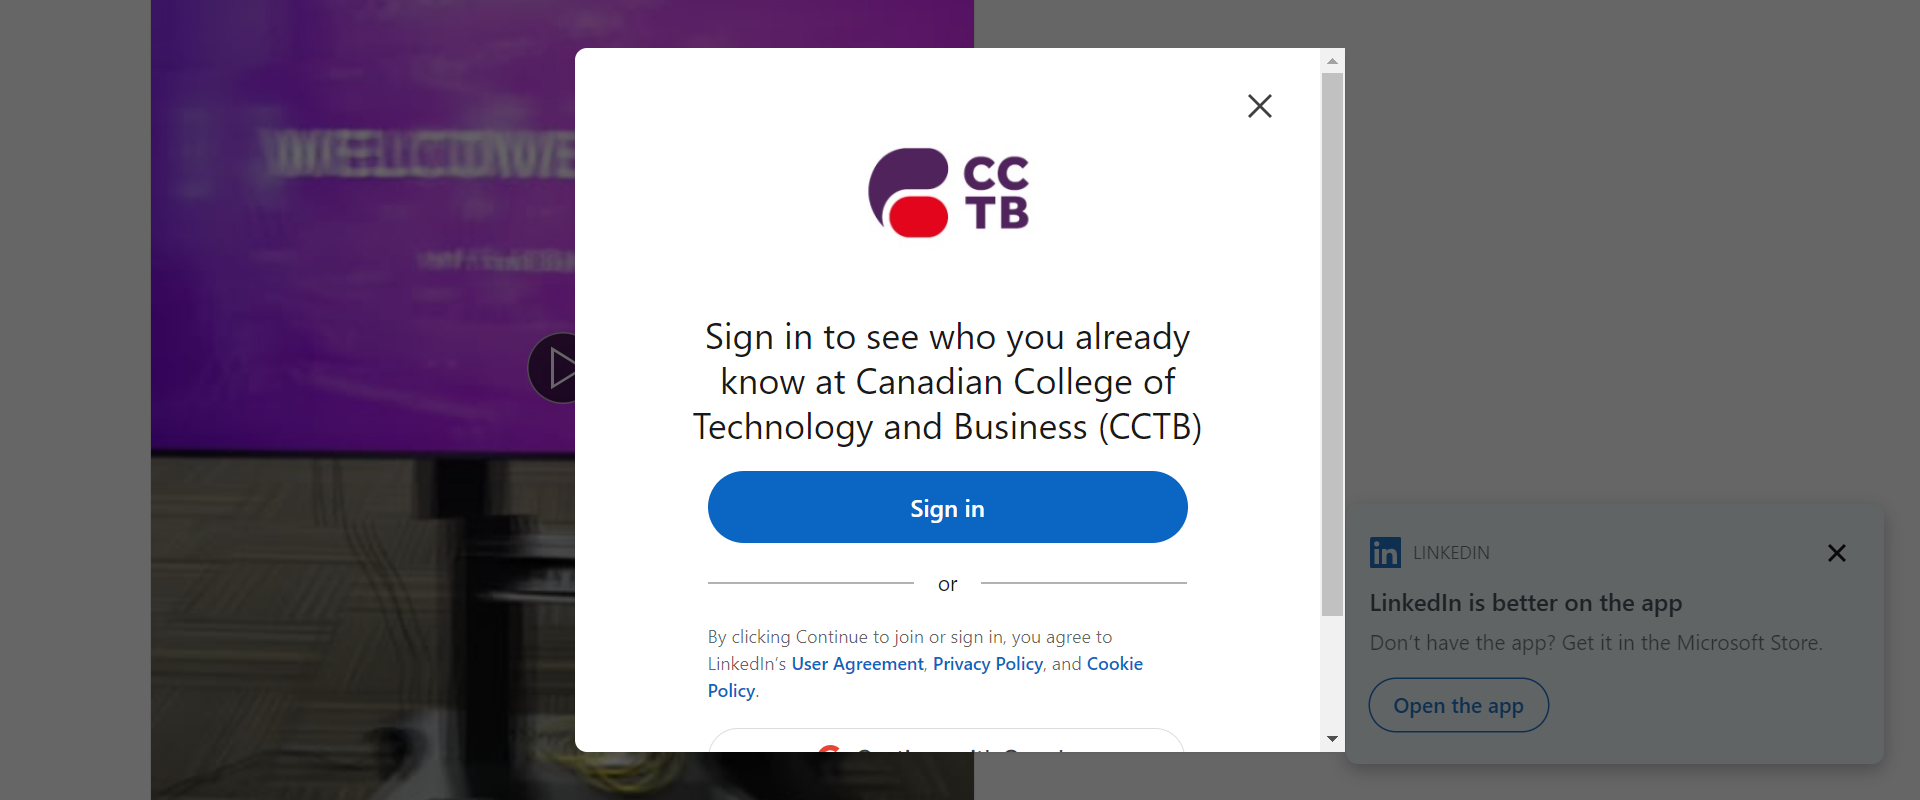 WELCOME
CC
TB
Sign in to see who you already
know at Canadian College of
Technology and Business (CCTB)
Sign in
or
By clicking Continue to join or sign in, you agree to
LinkedIn’s User Agreement, Privacy Policy, and Cookie
Policy.
in LINKEDIN
LinkedIn is better on the app
Don’t have the app? Get it in the Microsoft Store.
Open the app